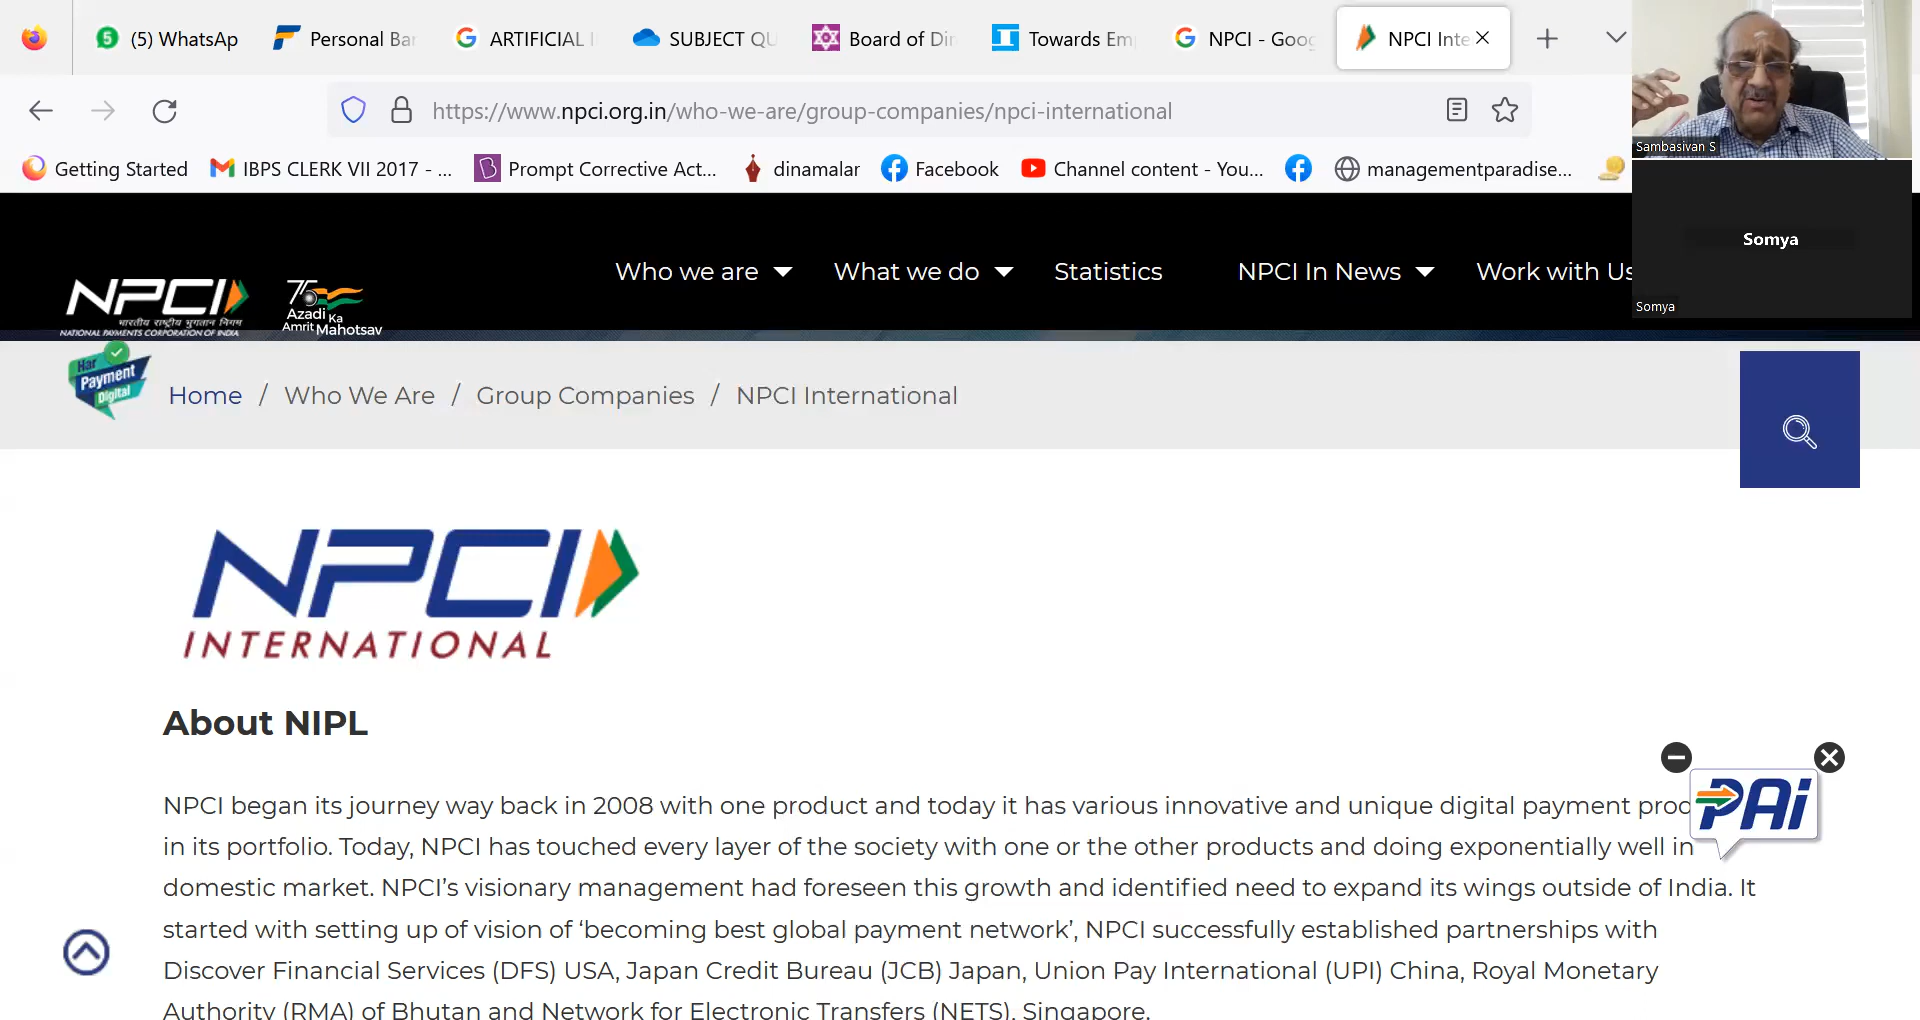 5 (5) WhatsAp Personal Ba ARTIFICIAL SUBJECT QU Board of Di Towards Em NPCI - Goo NPCI Inte
https://www.npci.org.in/who-we-are/group-companies/npci-international
Getting Started IBPS CLERK VII 2017 - ... Prompt Corrective Act... dinamalar Facebook Channel content - You... managementparadise...
Sambasivan S
Somya
Somya
Who we are What we do Statistics NPCI In News Work with Us
NPCI
भारतीय राष्ट्रीय भुगतान निगम
NATIONAL PAYMENTS CORPORATION OF INDIA
75
Azadi Ka
Amrit Mahotsav
Har
Payment
Digital
Home / Who We Are / Group Companies / NPCI International
NPCI
INTERNATIONAL
About NIPL
NPCI began its journey way back in 2008 with one product and today it has various innovative and unique digital payment prod
in its portfolio. Today, NPCI has touched every layer of the society with one or the other products and doing exponentially well in
domestic market. NPCI’s visionary management had foreseen this growth and identified need to expand its wings outside of India. It
started with setting up of vision of ‘becoming best global payment network’, NPCI successfully established partnerships with
Discover Financial Services (DFS) USA, Japan Credit Bureau (JCB) Japan, Union Pay International (UPI) China, Royal Monetary
Authority (RMA) of Bhutan and Network for Electronic Transfers (NETS), Singapore.
PAi